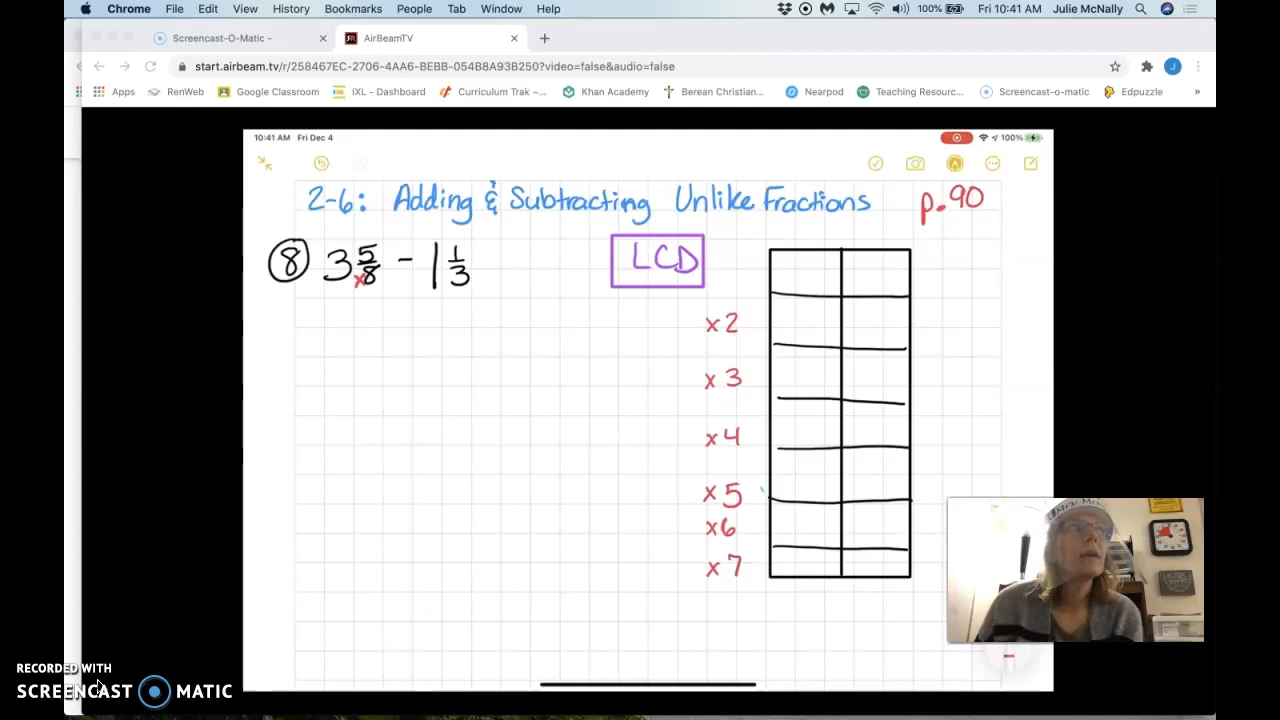 Chrome File Edit View History Bookmarks People Tab Window Help 100% Fri 10:41 AM Julie McNally
Screencast-O-Matic - × AirBeamTV × +
start.airbeam.tv/r/258467EC-2706-4AA6-BEBB-054B8A93B250?video=false&audio=false
Apps RenWeb Google Classroom IXL - Dashboard Curriculum Trak ~... Khan Academy Berean Christian... Nearpod Teaching Resourc... Screencast-o-matic Edpuzzle »
10:41 AM Fri Dec 4 100%
2-6: Adding & Subtracting Unlike Fractions p.90
8 3 5/8 - 1 1/3 LCD
x
x2
x3
x4
x5
x6
x7
RECORDED WITH
SCREENCAST MATIC